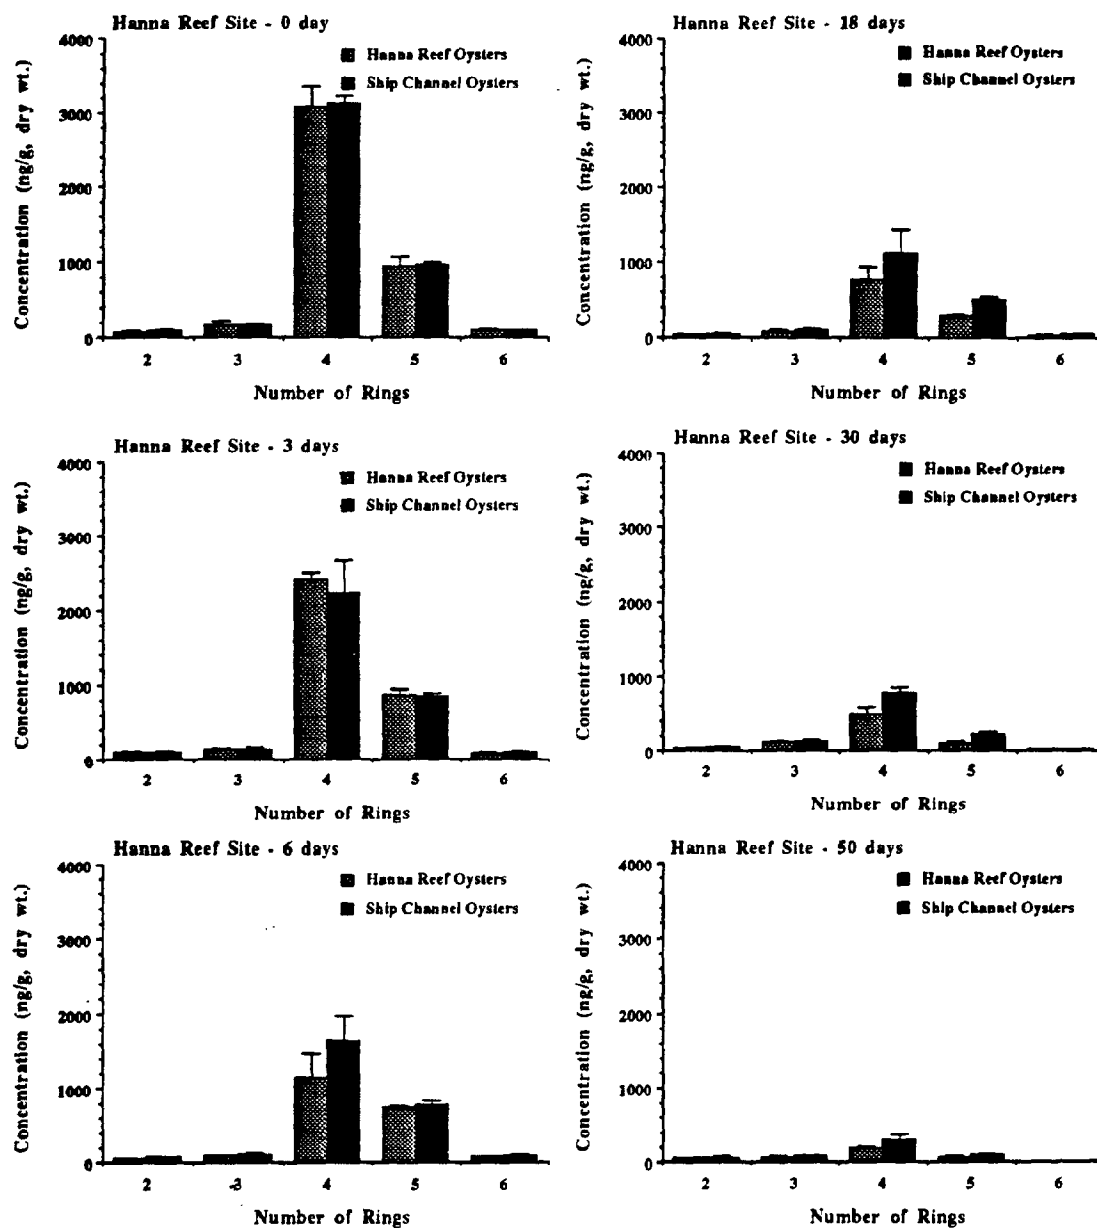 Hanna Reef Site - 0 day
4000
3000
2000
1000
0
Concentration (ng/g, dry wt.)
Hanna Reef Oysters
Ship Channel Oysters
2 3 4 5 6
Number of Rings
Hanna Reef Site - 18 days
4000
3000
2000
1000
0
Concentration (ng/g, dry wt.)
Hanna Reef Oysters
Ship Channel Oysters
2 3 4 5 6
Number of Rings
Hanna Reef Site - 3 days
4000
3000
2000
1000
0
Concentration (ng/g, dry wt.)
Hanna Reef Oysters
Ship Channel Oysters
2 3 4 5 6
Number of Rings
Hanna Reef Site - 30 days
4000
3000
2000
1000
0
Concentration (ng/g, dry wt.)
Hanna Reef Oysters
Ship Channel Oysters
2 3 4 5 6
Number of Rings
Hanna Reef Site - 6 days
4000
3000
2000
1000
0
Concentration (ng/g, dry wt.)
Hanna Reef Oysters
Ship Channel Oysters
2 3 4 5 6
Number of Rings
Hanna Reef Site - 50 days
4000
3000
2000
1000
0
Concentration (ng/g, dry wt.)
Hanna Reef Oysters
Ship Channel Oysters
2 3 4 5 6
Number of Rings